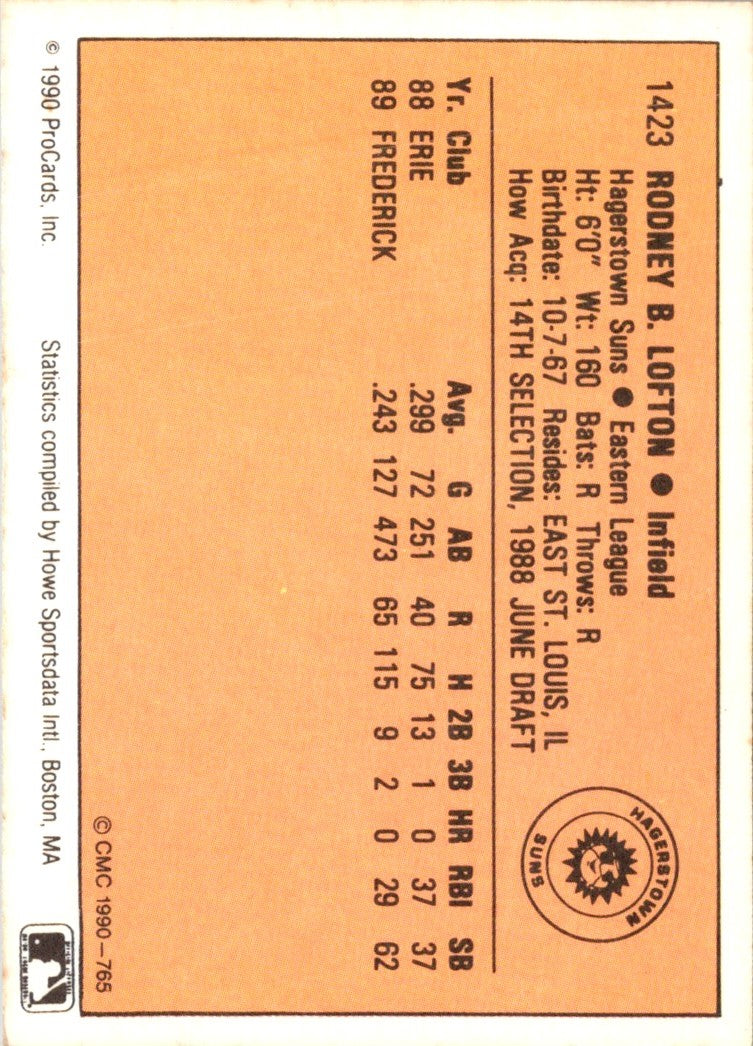 1423 RODNEY B. LOFTON ● Infield
Hagerstown Suns ● Eastern League
Ht: 6'0" Wt: 160 Bats: R Throws: R
Birthdate: 10-7-67 Resides: EAST ST. LOUIS, IL
How Acq: 14TH SELECTION, 1988 JUNE DRAFT
HAGERSTOWN
SUNS
Yr. Club Avg. G AB R H 2B 3B HR RBI SB
88 ERIE .299 72 251 40 75 13 1 0 37 37
89 FREDERICK .243 127 473 65 115 9 2 0 29 62
© CMC 1990–765
© 1990 ProCards, Inc. Statistics compiled by Howe Sportsdata Intl., Boston, MA